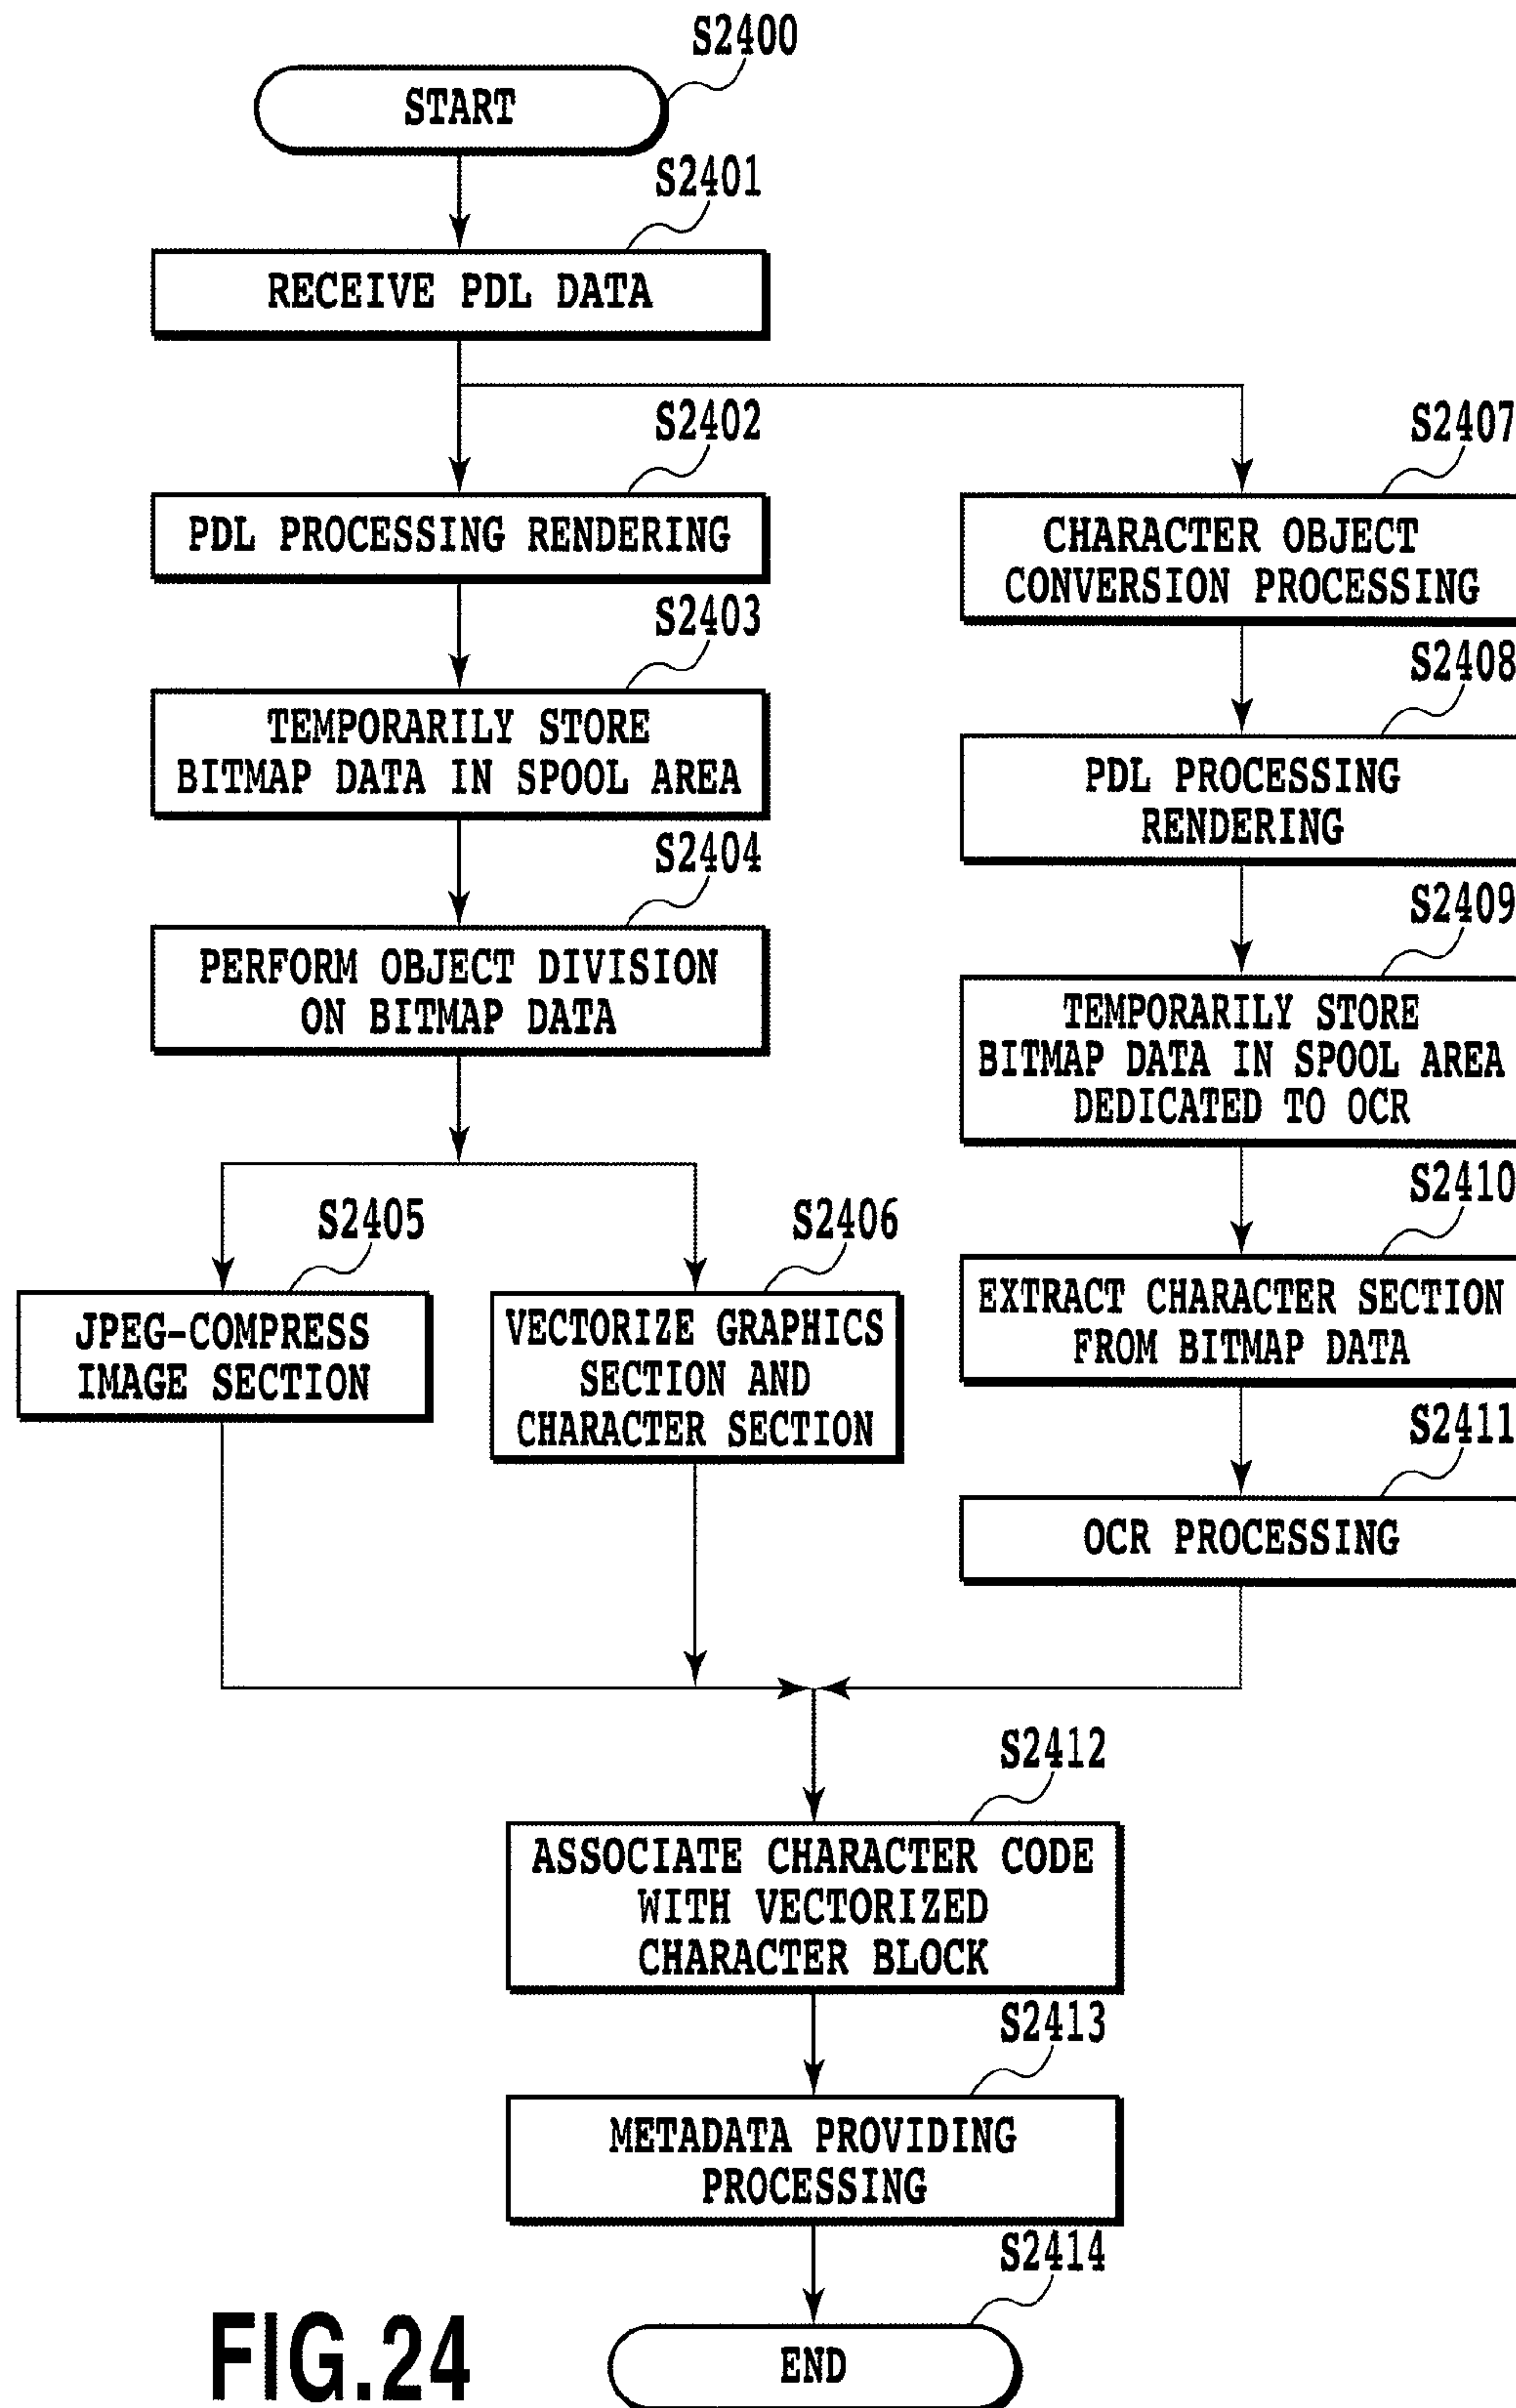 S2400
START
S2401
RECEIVE PDL DATA
S2402
PDL PROCESSING RENDERING
S2403
TEMPORARILY STORE
BITMAP DATA IN SPOOL AREA
S2404
PERFORM OBJECT DIVISION
ON BITMAP DATA
S2405
JPEG-COMPRESS
IMAGE SECTION
S2406
VECTORIZE GRAPHICS
SECTION AND
CHARACTER SECTION
S2407
CHARACTER OBJECT
CONVERSION PROCESSING
S2408
PDL PROCESSING
RENDERING
S2409
TEMPORARILY STORE
BITMAP DATA IN SPOOL AREA
DEDICATED TO OCR
S2410
EXTRACT CHARACTER SECTION
FROM BITMAP DATA
S2411
OCR PROCESSING
S2412
ASSOCIATE CHARACTER CODE
WITH VECTORIZED
CHARACTER BLOCK
S2413
METADATA PROVIDING
PROCESSING
S2414
END
FIG.24